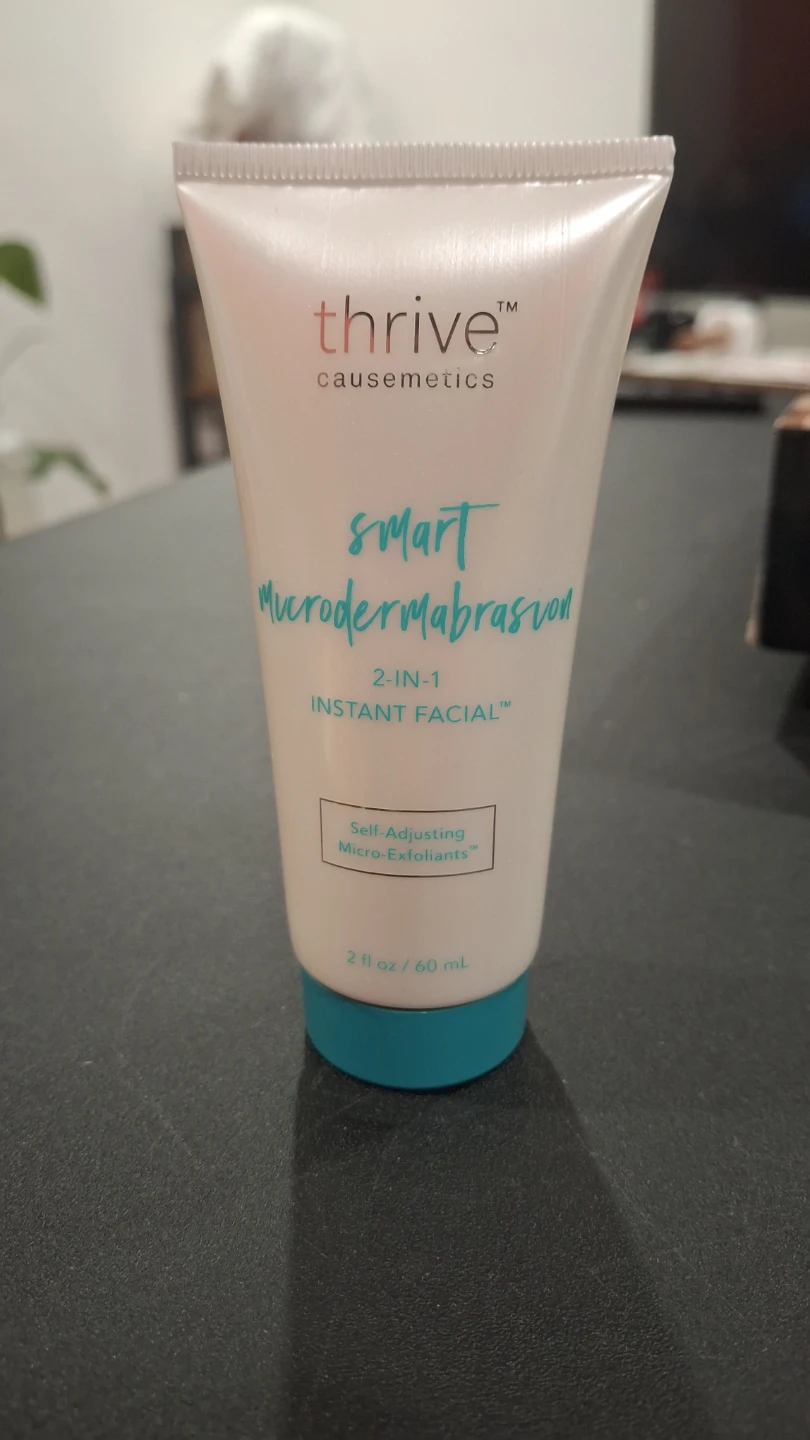 thrive™
causemetics
smart
microdermabrasion
2-IN-1
INSTANT FACIAL™
Self-Adjusting
Micro-Exfoliants™
2 fl oz / 60 mL